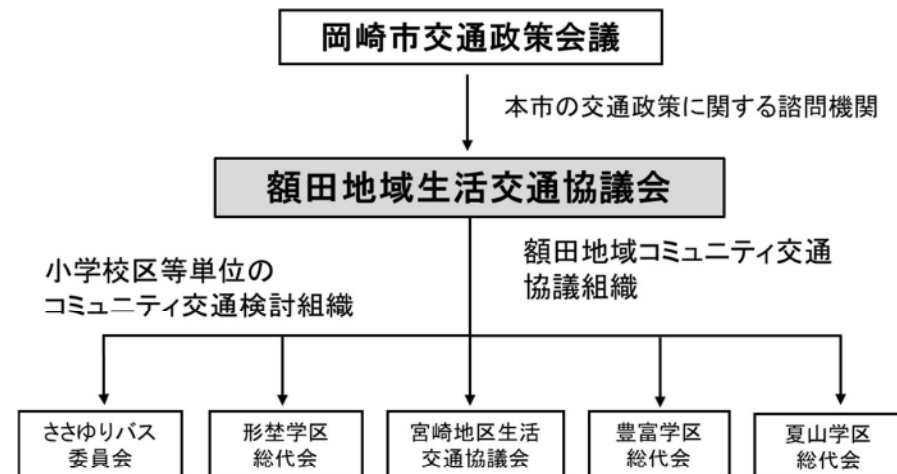 岡崎市交通政策会議
本市の交通政策に関する諮問機関
額田地域生活交通協議会
額田地域コミュニティ交通
協議組織
小学校区等単位の
コミュニティ交通検討組織
ささゆりバス
委員会
形埜学区
総代会
宮崎地区生活
交通協議会
豊富学区
総代会
夏山学区
総代会